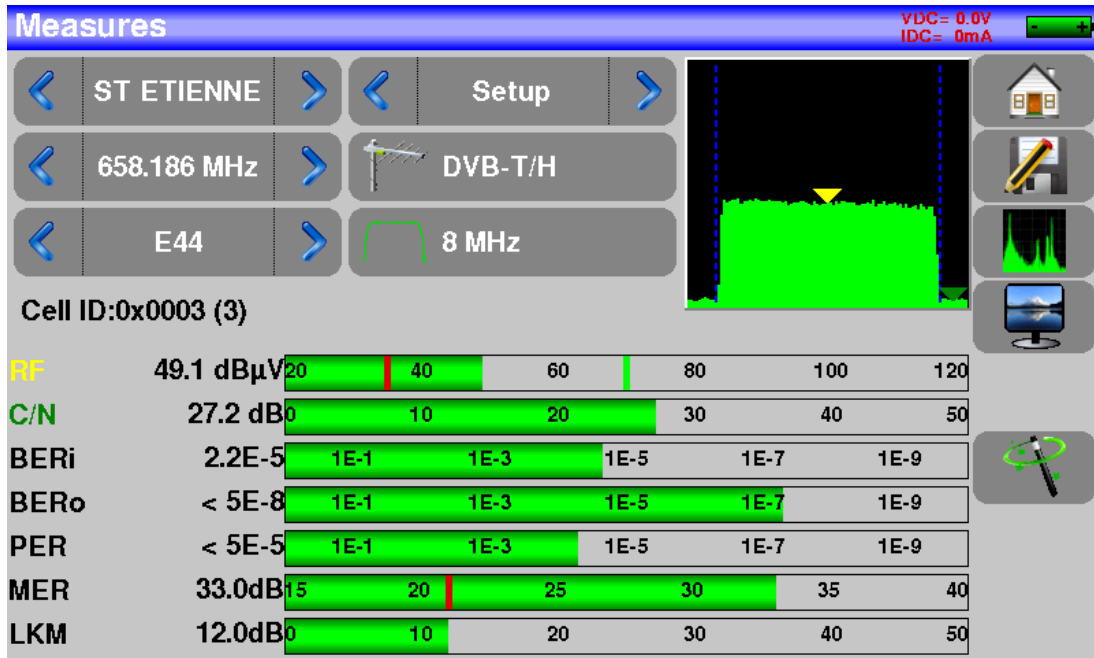 Measures
VDC= 0.0V
IDC= 0mA
- +
ST ETIENNE
Setup
658.186 MHz
DVB-T/H
E44
8 MHz
Cell ID:0x0003 (3)
RF 49.1 dBµV 20 40 60 80 100 120
C/N 27.2 dB 0 10 20 30 40 50
BERi 2.2E-5 1E-1 1E-3 1E-5 1E-7 1E-9
BERo < 5E-8 1E-1 1E-3 1E-5 1E-7 1E-9
PER < 5E-5 1E-1 1E-3 1E-5 1E-7 1E-9
MER 33.0dB 15 20 25 30 35 40
LKM 12.0dB 0 10 20 30 40 50